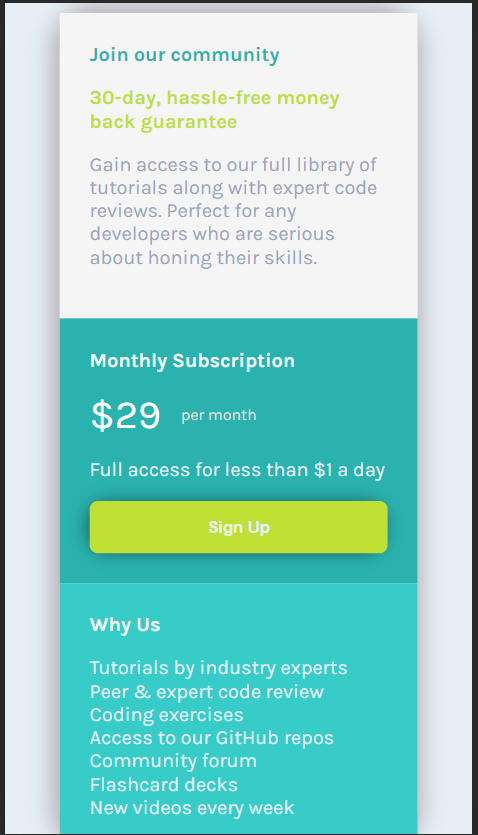 Join our community
30-day, hassle-free money
back guarantee
Gain access to our full library of
tutorials along with expert code
reviews. Perfect for any
developers who are serious
about honing their skills.
Monthly Subscription
$29 per month
Full access for less than $1 a day
Sign Up
Why Us
Tutorials by industry experts
Peer & expert code review
Coding exercises
Access to our GitHub repos
Community forum
Flashcard decks
New videos every week